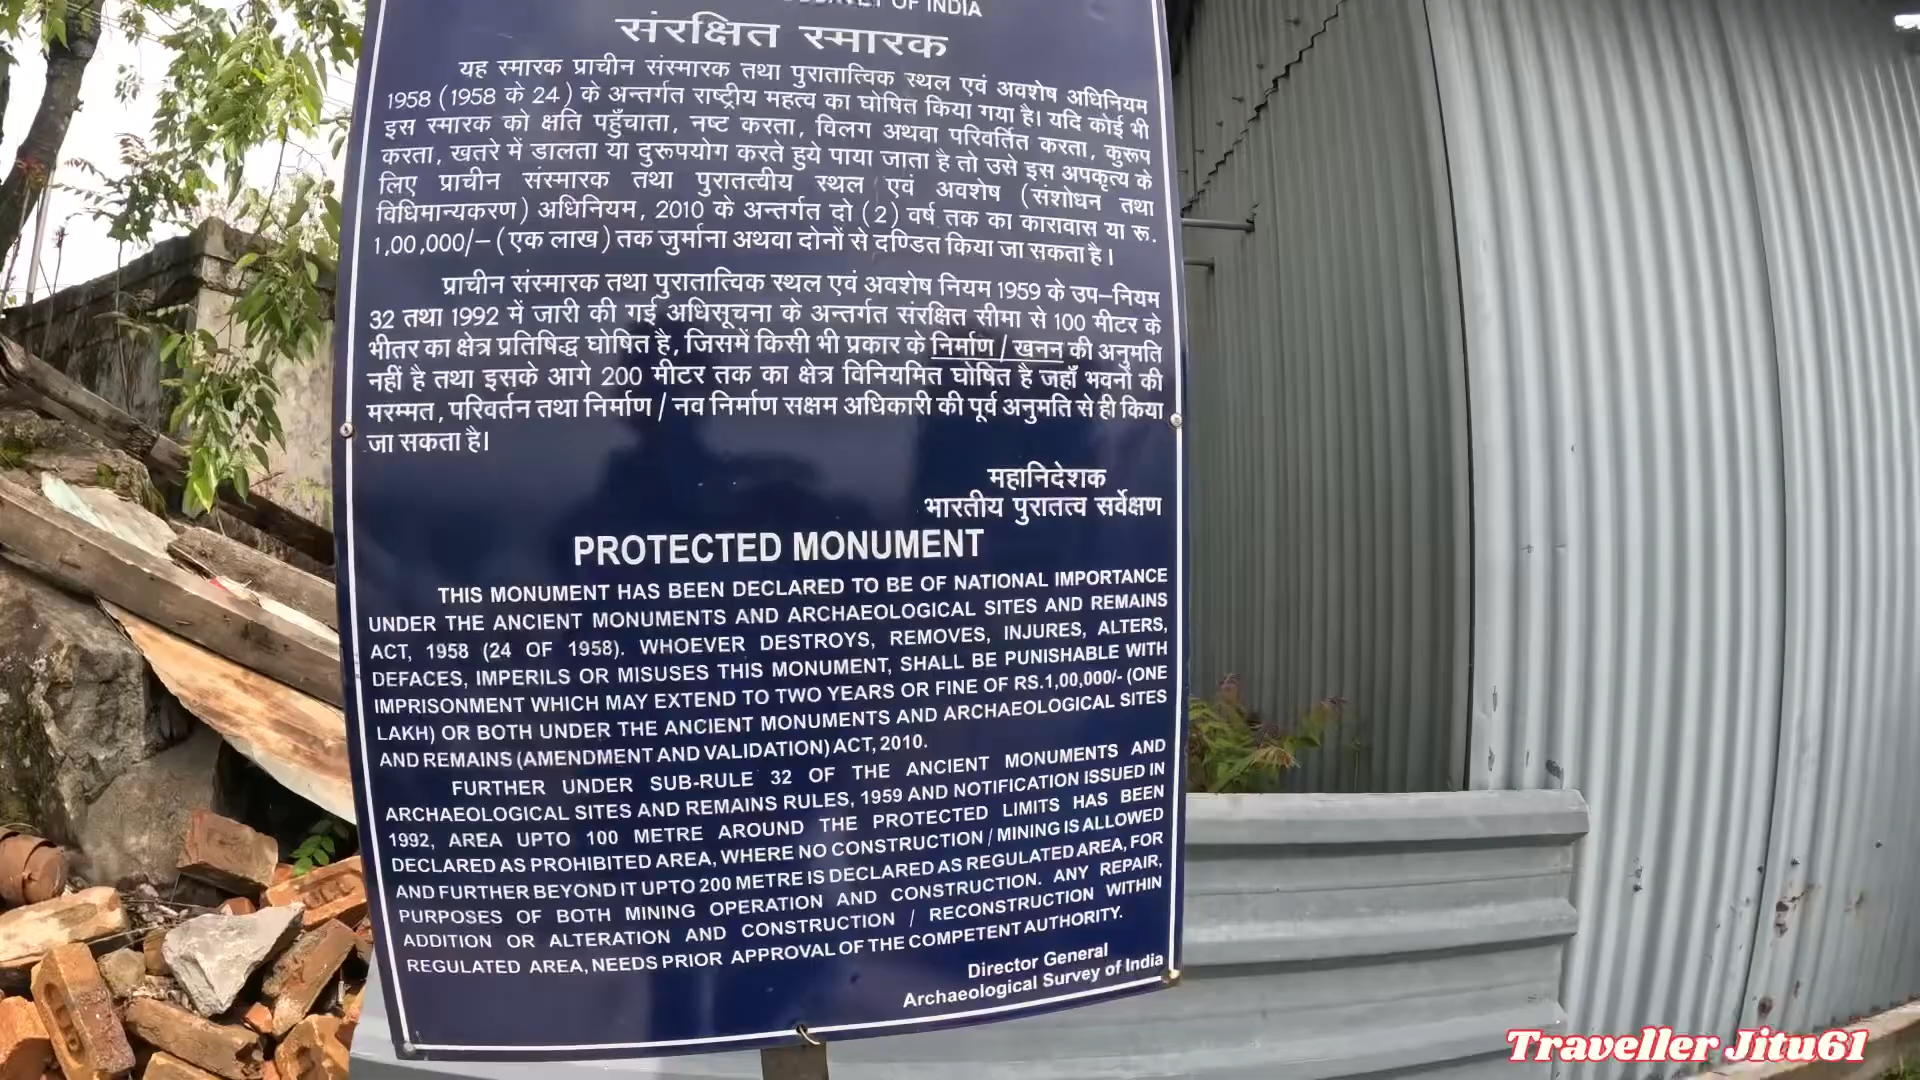 OF INDIA
संरक्षित स्मारक
यह स्मारक प्राचीन संस्मारक तथा पुरातात्विक स्थल एवं अवशेष अधिनियम
1958 (1958 के 24) के अन्तर्गत राष्ट्रीय महत्व का घोषित किया गया है। यदि कोई भी
इस स्मारक को क्षति पहुँचाता, नष्ट करता, विलग अथवा परिवर्तित करता, कुरूप
करता, खतरे में डालता या दुरूपयोग करते हुये पाया जाता है तो उसे इस अपकृत्य के
लिए प्राचीन संस्मारक तथा पुरातत्वीय स्थल एवं अवशेष (संशोधन तथा
विधिमान्यकरण) अधिनियम, 2010 के अन्तर्गत दो (2) वर्ष तक का कारावास या रू.
1,00,000/– (एक लाख) तक जुर्माना अथवा दोनों से दण्डित किया जा सकता है।
प्राचीन संस्मारक तथा पुरातात्विक स्थल एवं अवशेष नियम 1959 के उप–नियम
32 तथा 1992 में जारी की गई अधिसूचना के अन्तर्गत संरक्षित सीमा से 100 मीटर के
भीतर का क्षेत्र प्रतिषिद्ध घोषित है, जिसमें किसी भी प्रकार के निर्माण / खनन की अनुमति
नहीं है तथा इसके आगे 200 मीटर तक का क्षेत्र विनियमित घोषित है जहाँ भवनों की
मरम्मत, परिवर्तन तथा निर्माण / नव निर्माण सक्षम अधिकारी की पूर्व अनुमति से ही किया
जा सकता है।
महानिदेशक
भारतीय पुरातत्व सर्वेक्षण
PROTECTED MONUMENT
THIS MONUMENT HAS BEEN DECLARED TO BE OF NATIONAL IMPORTANCE
UNDER THE ANCIENT MONUMENTS AND ARCHAEOLOGICAL SITES AND REMAINS
ACT, 1958 (24 OF 1958). WHOEVER DESTROYS, REMOVES, INJURES, ALTERS,
DEFACES, IMPERILS OR MISUSES THIS MONUMENT, SHALL BE PUNISHABLE WITH
IMPRISONMENT WHICH MAY EXTEND TO TWO YEARS OR FINE OF RS.1,00,000/- (ONE
LAKH) OR BOTH UNDER THE ANCIENT MONUMENTS AND ARCHAEOLOGICAL SITES
AND REMAINS (AMENDMENT AND VALIDATION) ACT, 2010.
FURTHER UNDER SUB-RULE 32 OF THE ANCIENT MONUMENTS AND
ARCHAEOLOGICAL SITES AND REMAINS RULES, 1959 AND NOTIFICATION ISSUED IN
1992, AREA UPTO 100 METRE AROUND THE PROTECTED LIMITS HAS BEEN
DECLARED AS PROHIBITED AREA, WHERE NO CONSTRUCTION / MINING IS ALLOWED
AND FURTHER BEYOND IT UPTO 200 METRE IS DECLARED AS REGULATED AREA, FOR
PURPOSES OF BOTH MINING OPERATION AND CONSTRUCTION. ANY REPAIR,
ADDITION OR ALTERATION AND CONSTRUCTION / RECONSTRUCTION WITHIN
REGULATED AREA, NEEDS PRIOR APPROVAL OF THE COMPETENT AUTHORITY.
Director General
Archaeological Survey of India
Traveller Jitu61